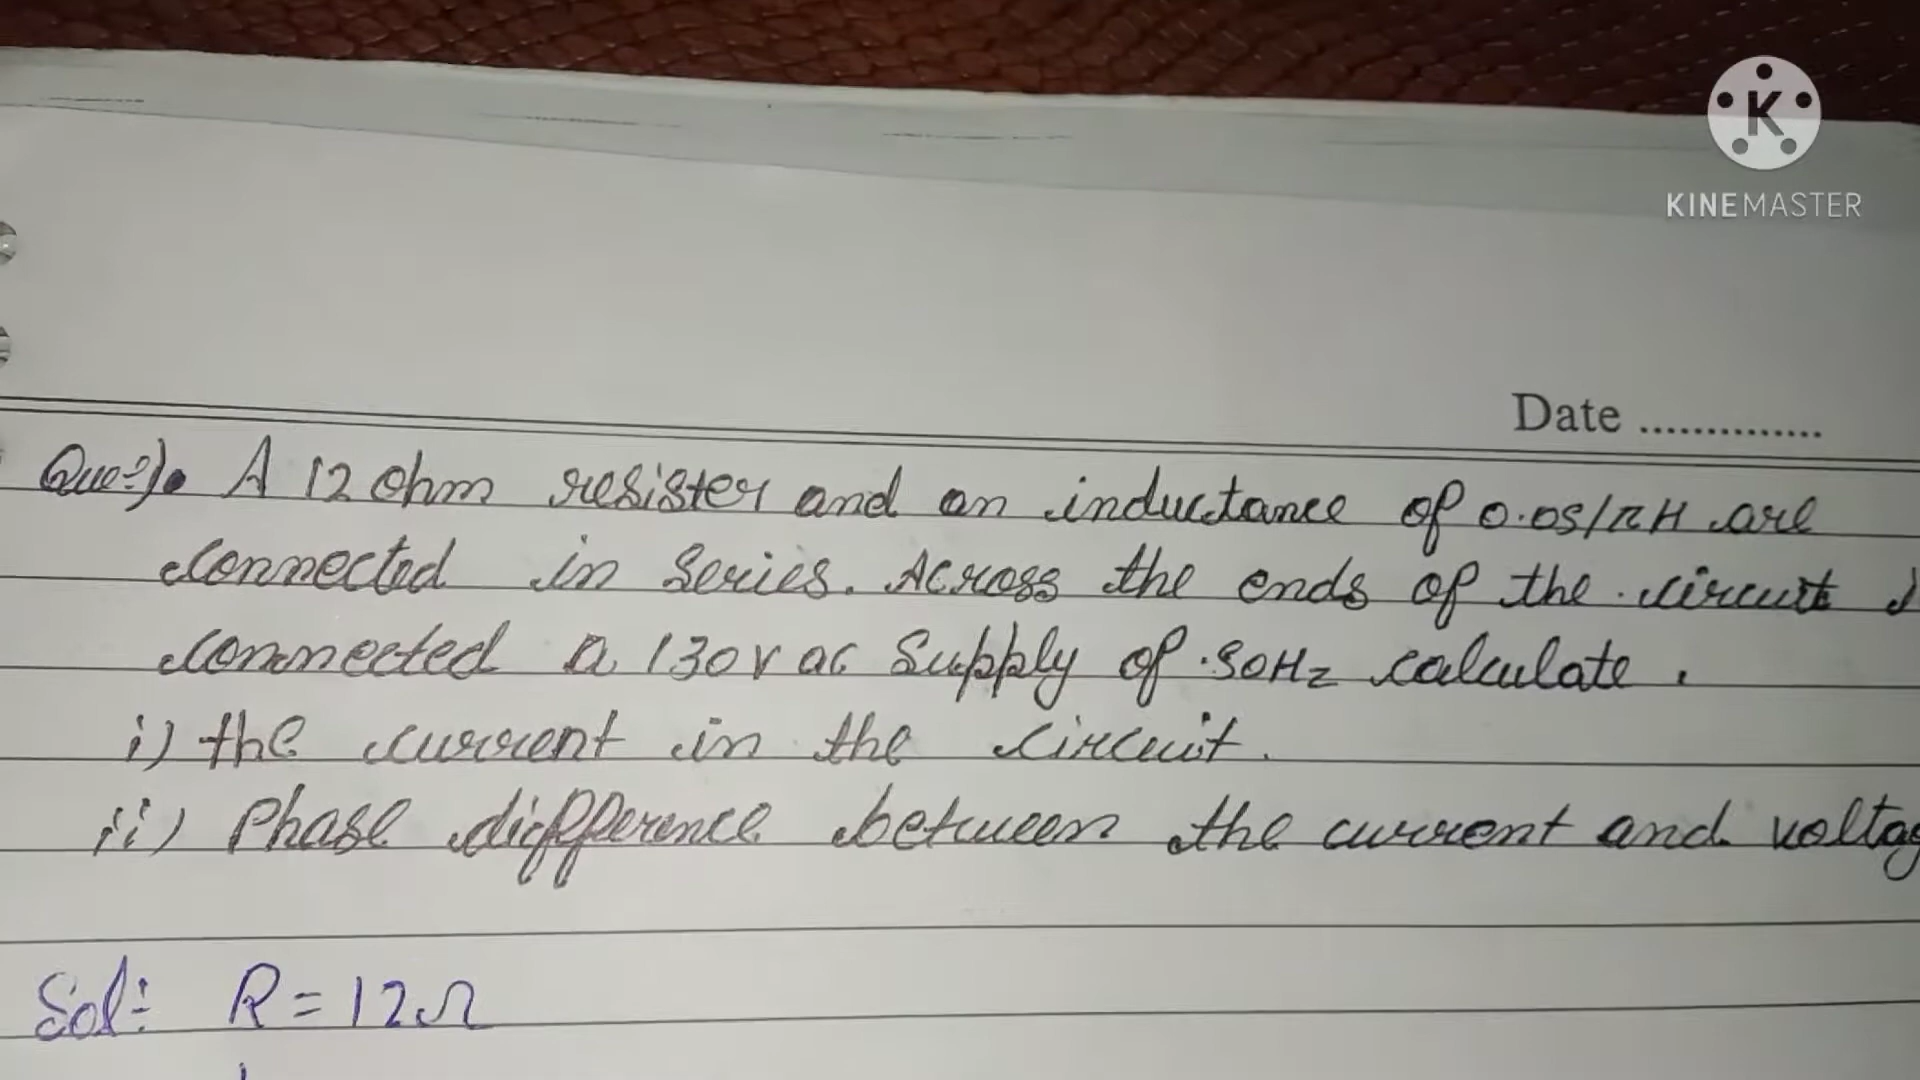 K
KINEMASTER
Date ..............
Que:). A 12 ohm resister and an inductance of 0.05/π H are
connected in series. Across the ends of the circuit
connected a 130 v ac supply of 50Hz calculate.
i) the current in the circuit.
ii) Phase difference between the current and voltag
Sol:- R = 12Ω